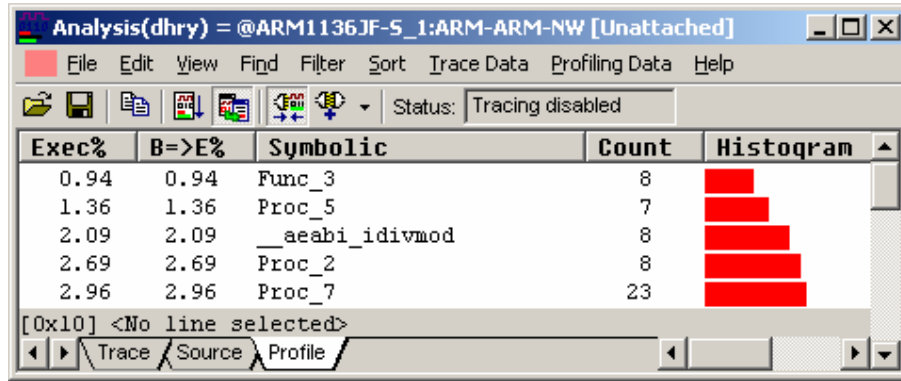 Analysis(dhry) = @ARM1136JF-S_1:ARM-ARM-NW [Unattached]
File Edit View Find Filter Sort Trace Data Profiling Data Help
Status: Tracing disabled
Exec% B=>E% Symbolic Count Histogram
0.94 0.94 Func_3 8
1.36 1.36 Proc_5 7
2.09 2.09 __aeabi_idivmod 8
2.69 2.69 Proc_2 8
2.96 2.96 Proc_7 23
[0x10] <No line selected>
Trace Source Profile